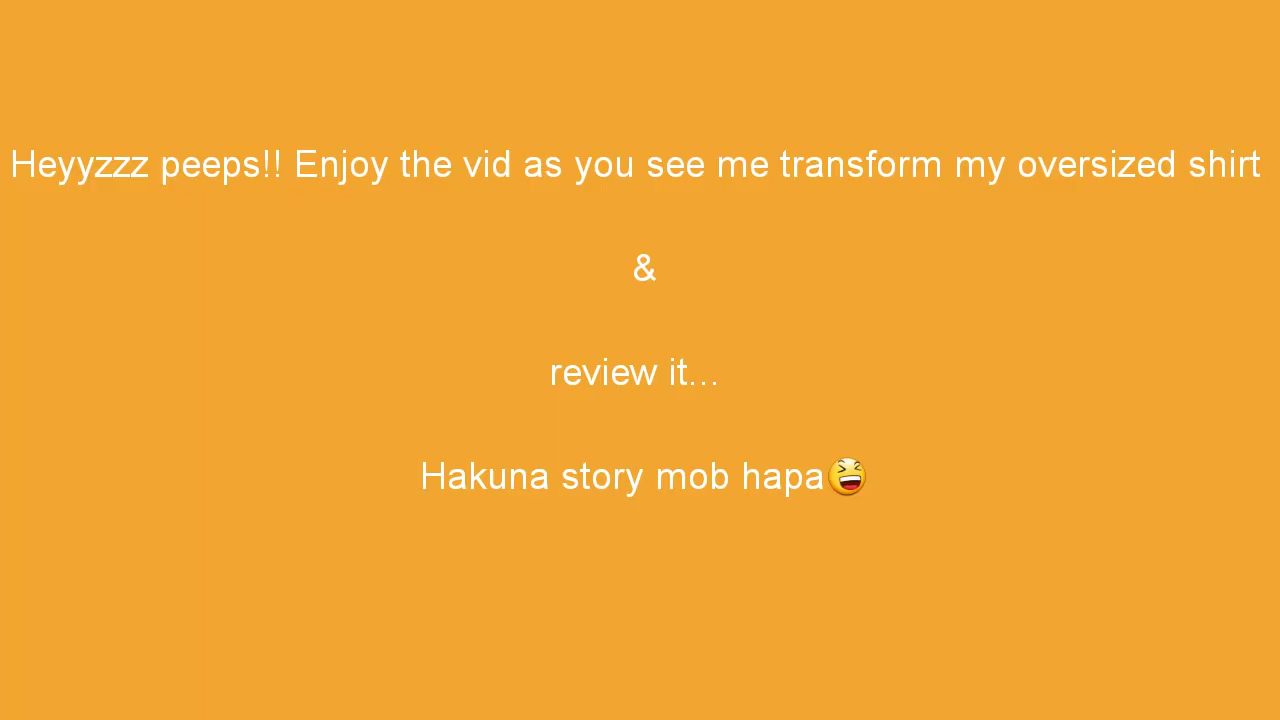 Heyyzzz peeps!! Enjoy the vid as you see me transform my oversized shirt
&
review it...
Hakuna story mob hapa😆